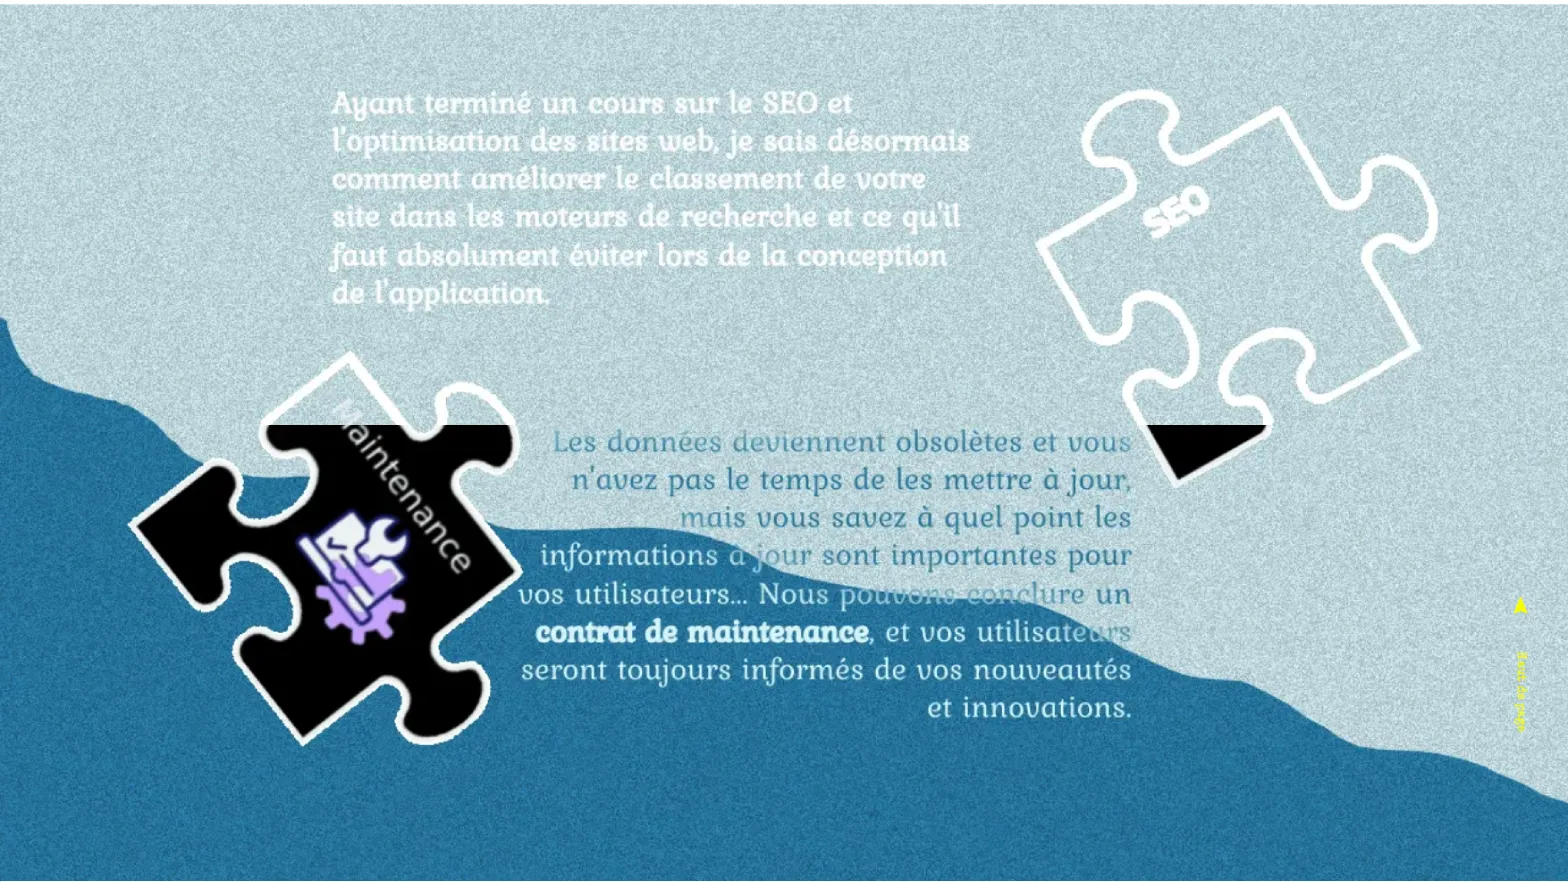 Ayant terminé un cours sur le SEO et
l'optimisation des sites web, je sais désormais
comment améliorer le classement de votre
site dans les moteurs de recherche et ce qu'il
faut absolument éviter lors de la conception
de l'application.
SEO
Maintenance
Les données deviennent obsolètes et vous
n'avez pas le temps de les mettre à jour,
mais vous savez à quel point les
informations à jour sont importantes pour
vos utilisateurs... Nous pouvons conclure un
contrat de maintenance, et vos utilisateurs
seront toujours informés de vos nouveautés
et innovations.